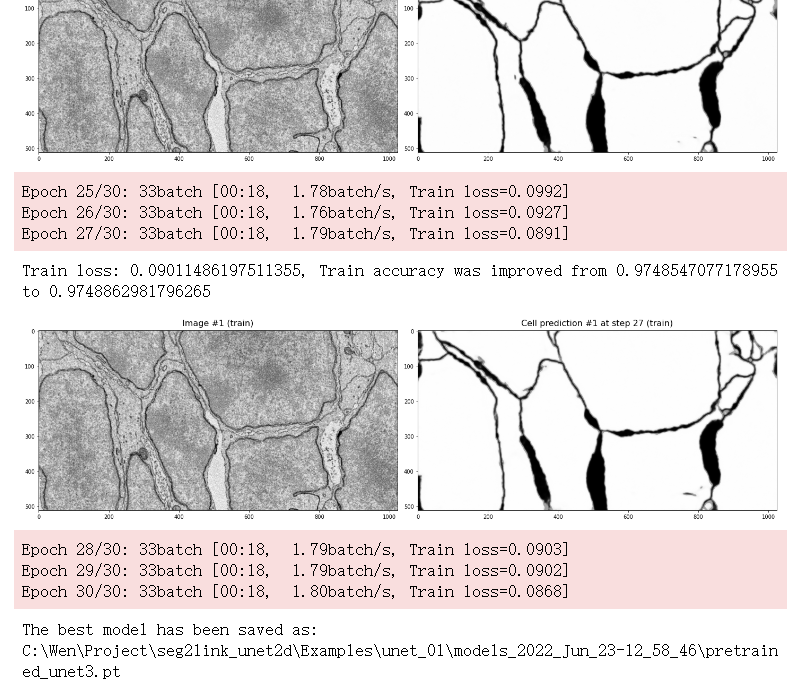 100
200
300
400
500
0 200 400 600 800 1000
100
200
300
400
500
0 200 400 600 800 1000
Epoch 25/30: 33batch [00:18, 1.78batch/s, Train loss=0.0992]
Epoch 26/30: 33batch [00:18, 1.76batch/s, Train loss=0.0927]
Epoch 27/30: 33batch [00:18, 1.79batch/s, Train loss=0.0891]
Train loss: 0.09011486197511355, Train accuracy was improved from 0.9748547077178955
to 0.9748862981796265
Image #1 (train)
0
100
200
300
400
500
0 200 400 600 800 1000
Cell prediction #1 at step 27 (train)
0
100
200
300
400
500
0 200 400 600 800 1000
Epoch 28/30: 33batch [00:18, 1.79batch/s, Train loss=0.0903]
Epoch 29/30: 33batch [00:18, 1.79batch/s, Train loss=0.0902]
Epoch 30/30: 33batch [00:18, 1.80batch/s, Train loss=0.0868]
The best model has been saved as:
C:\Wen\Project\seg2link_unet2d\Examples\unet_01\models_2022_Jun_23-12_58_46\pretrain
ed_unet3.pt